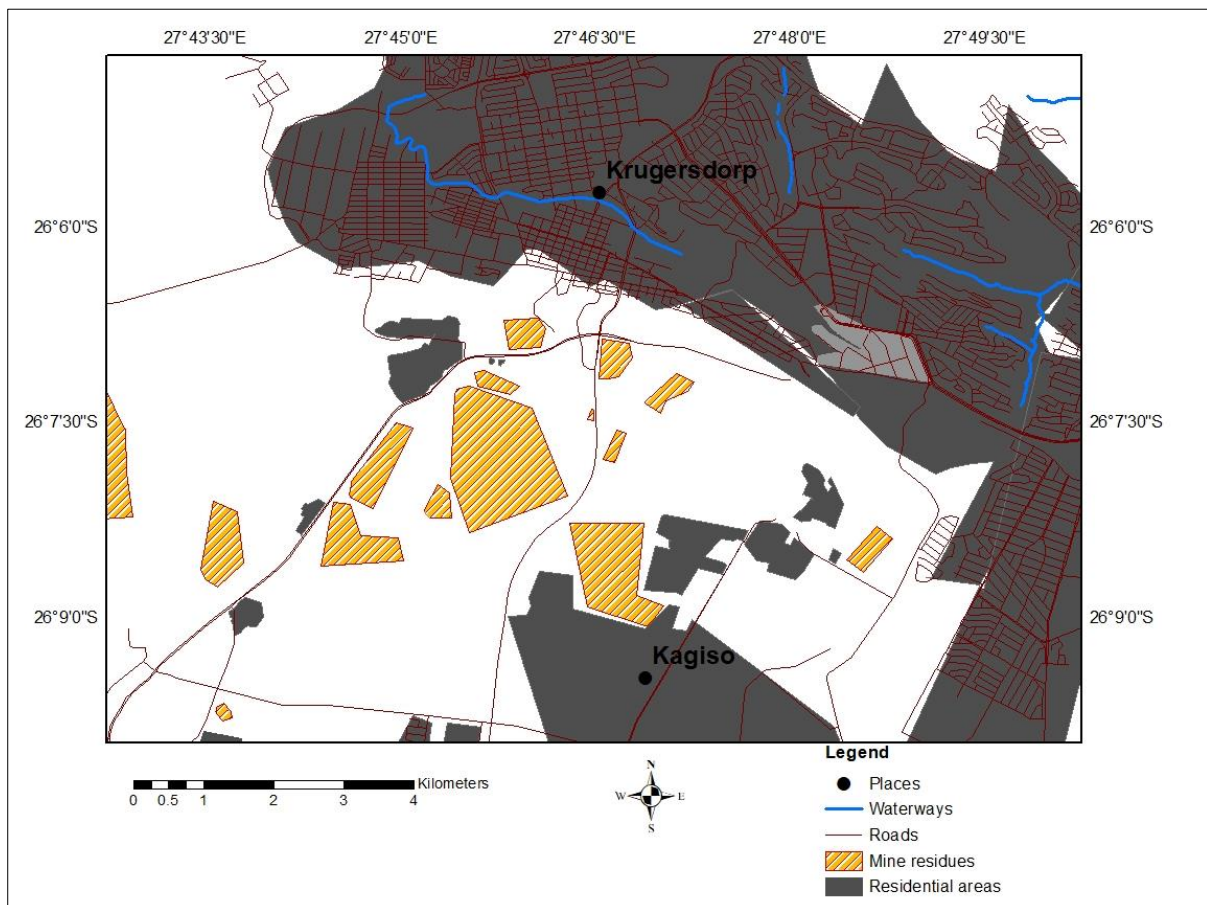 27°43'30"E 27°45'0"E 27°46'30"E 27°48'0"E 27°49'30"E
Krugersdorp
26°6'0"S 26°6'0"S
26°7'30"S 26°7'30"S
26°9'0"S 26°9'0"S
Kagiso
Legend
Places
Waterways
Roads
Mine residues
Residential areas
Kilometers
0 0.5 1 2 3 4
N
W E
S